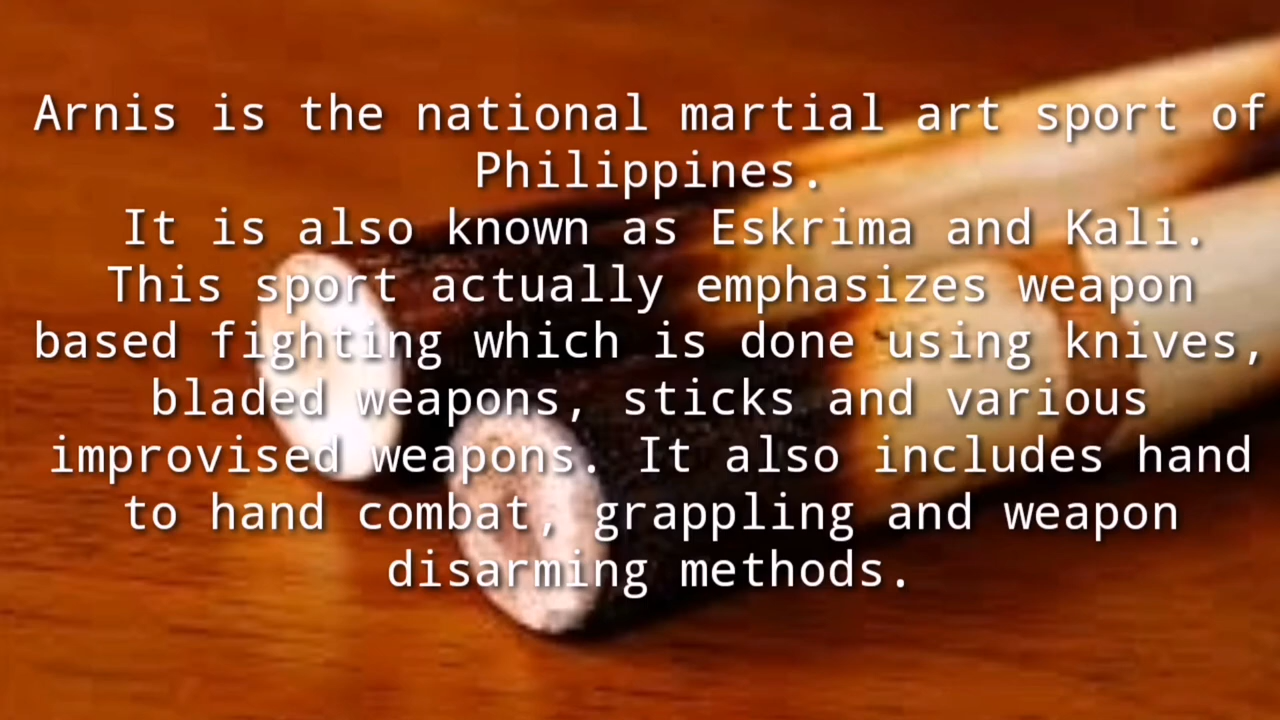 Arnis is the national martial art sport of
Philippines.
It is also known as Eskrima and Kali.
This sport actually emphasizes weapon
based fighting which is done using knives,
bladed weapons, sticks and various
improvised weapons. It also includes hand
to hand combat, grappling and weapon
disarming methods.